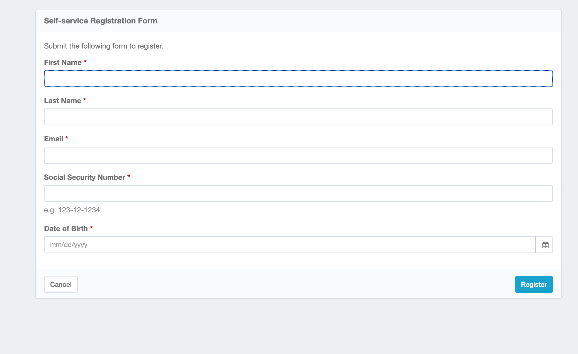 Self-service Registration Form
Submit the following form to register.
First Name *
Last Name *
Email *
Social Security Number *
e.g. 123-12-1234
Date of Birth *
mm/dd/yyyy
Cancel
Register